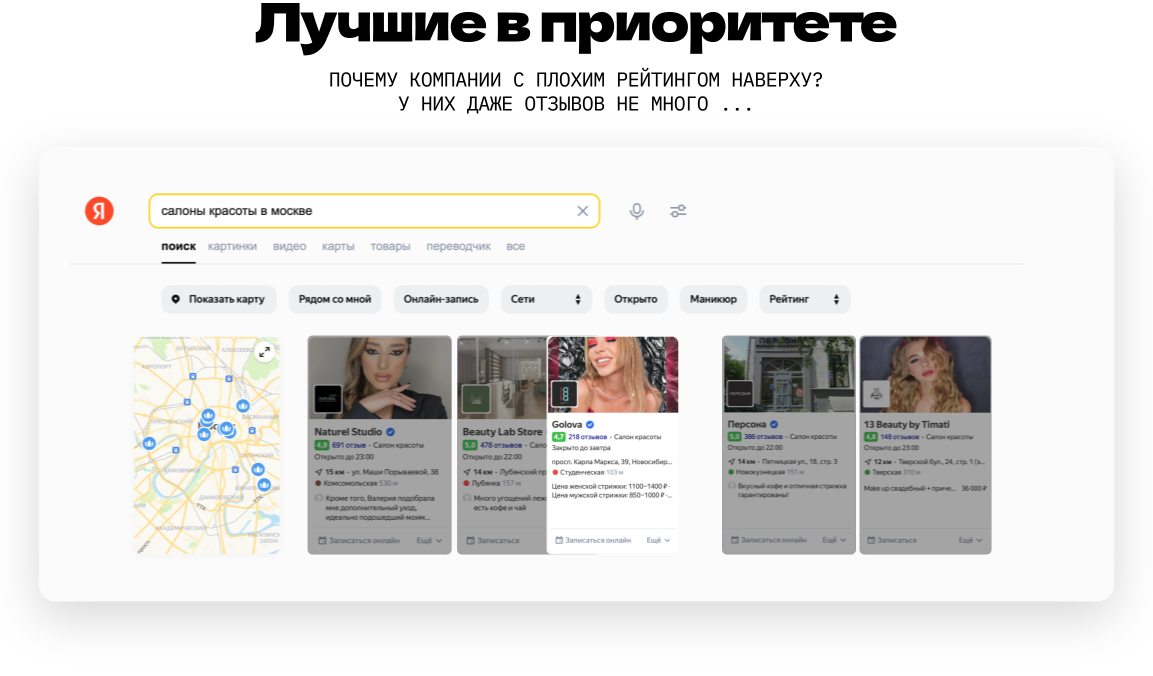 Лучшие в приоритете
ПОЧЕМУ КОМПАНИИ С ПЛОХИМ РЕЙТИНГОМ НАВЕРХУ?
У НИХ ДАЖЕ ОТЗЫВОВ НЕ МНОГО ...
Я
салоны красоты в москве
поиск картинки видео карты товары переводчик все
Показать карту Рядом со мной Онлайн-запись Сети Открыто Маникюр Рейтинг
Naturel Studio
4,9 691 отзыв · Салон красоты
Открыто до 23:00
15 км · ул. Маши Порываевой, 38
Комсомольская 530 м
Кроме того, Валерия подобрала
мне дополнительный уход,
идеально подошедший моим...
Записаться онлайн Ещё
Beauty Lab Store
5,0 478 отзывов · Сало
Открыто до 22:00
14 км · Лубянский пр
Лубянка 157 м
Много угощений леж
есть кофе и чай
Записаться
Golova
4,7 218 отзывов · Салон красоты
Закрыто до завтра
просп. Карла Маркса, 39, Новосибир...
Студенческая 103 м
Цена женской стрижки: 1100–1400 ₽ ·
Цена мужской стрижки: 850–1000 ₽ ·...
Записаться онлайн Ещё
Персона
5,0 386 отзывов · Салон красоты
Открыто до 22:00
14 км · Пятницкая ул., 18, стр. 3
Новокузнецкая 151 м
Вкусный кофе и отличная стрижка
гарантированы!
Записаться онлайн Ещё
13 Beauty by Timati
4,8 148 отзывов · Салон красоты
Открыто до 23:00
12 км · Тверской бул., 24, стр. 1 (э...
Тверская 310 м
Make up свадебный + приче... 36 000 ₽
Записаться Ещё